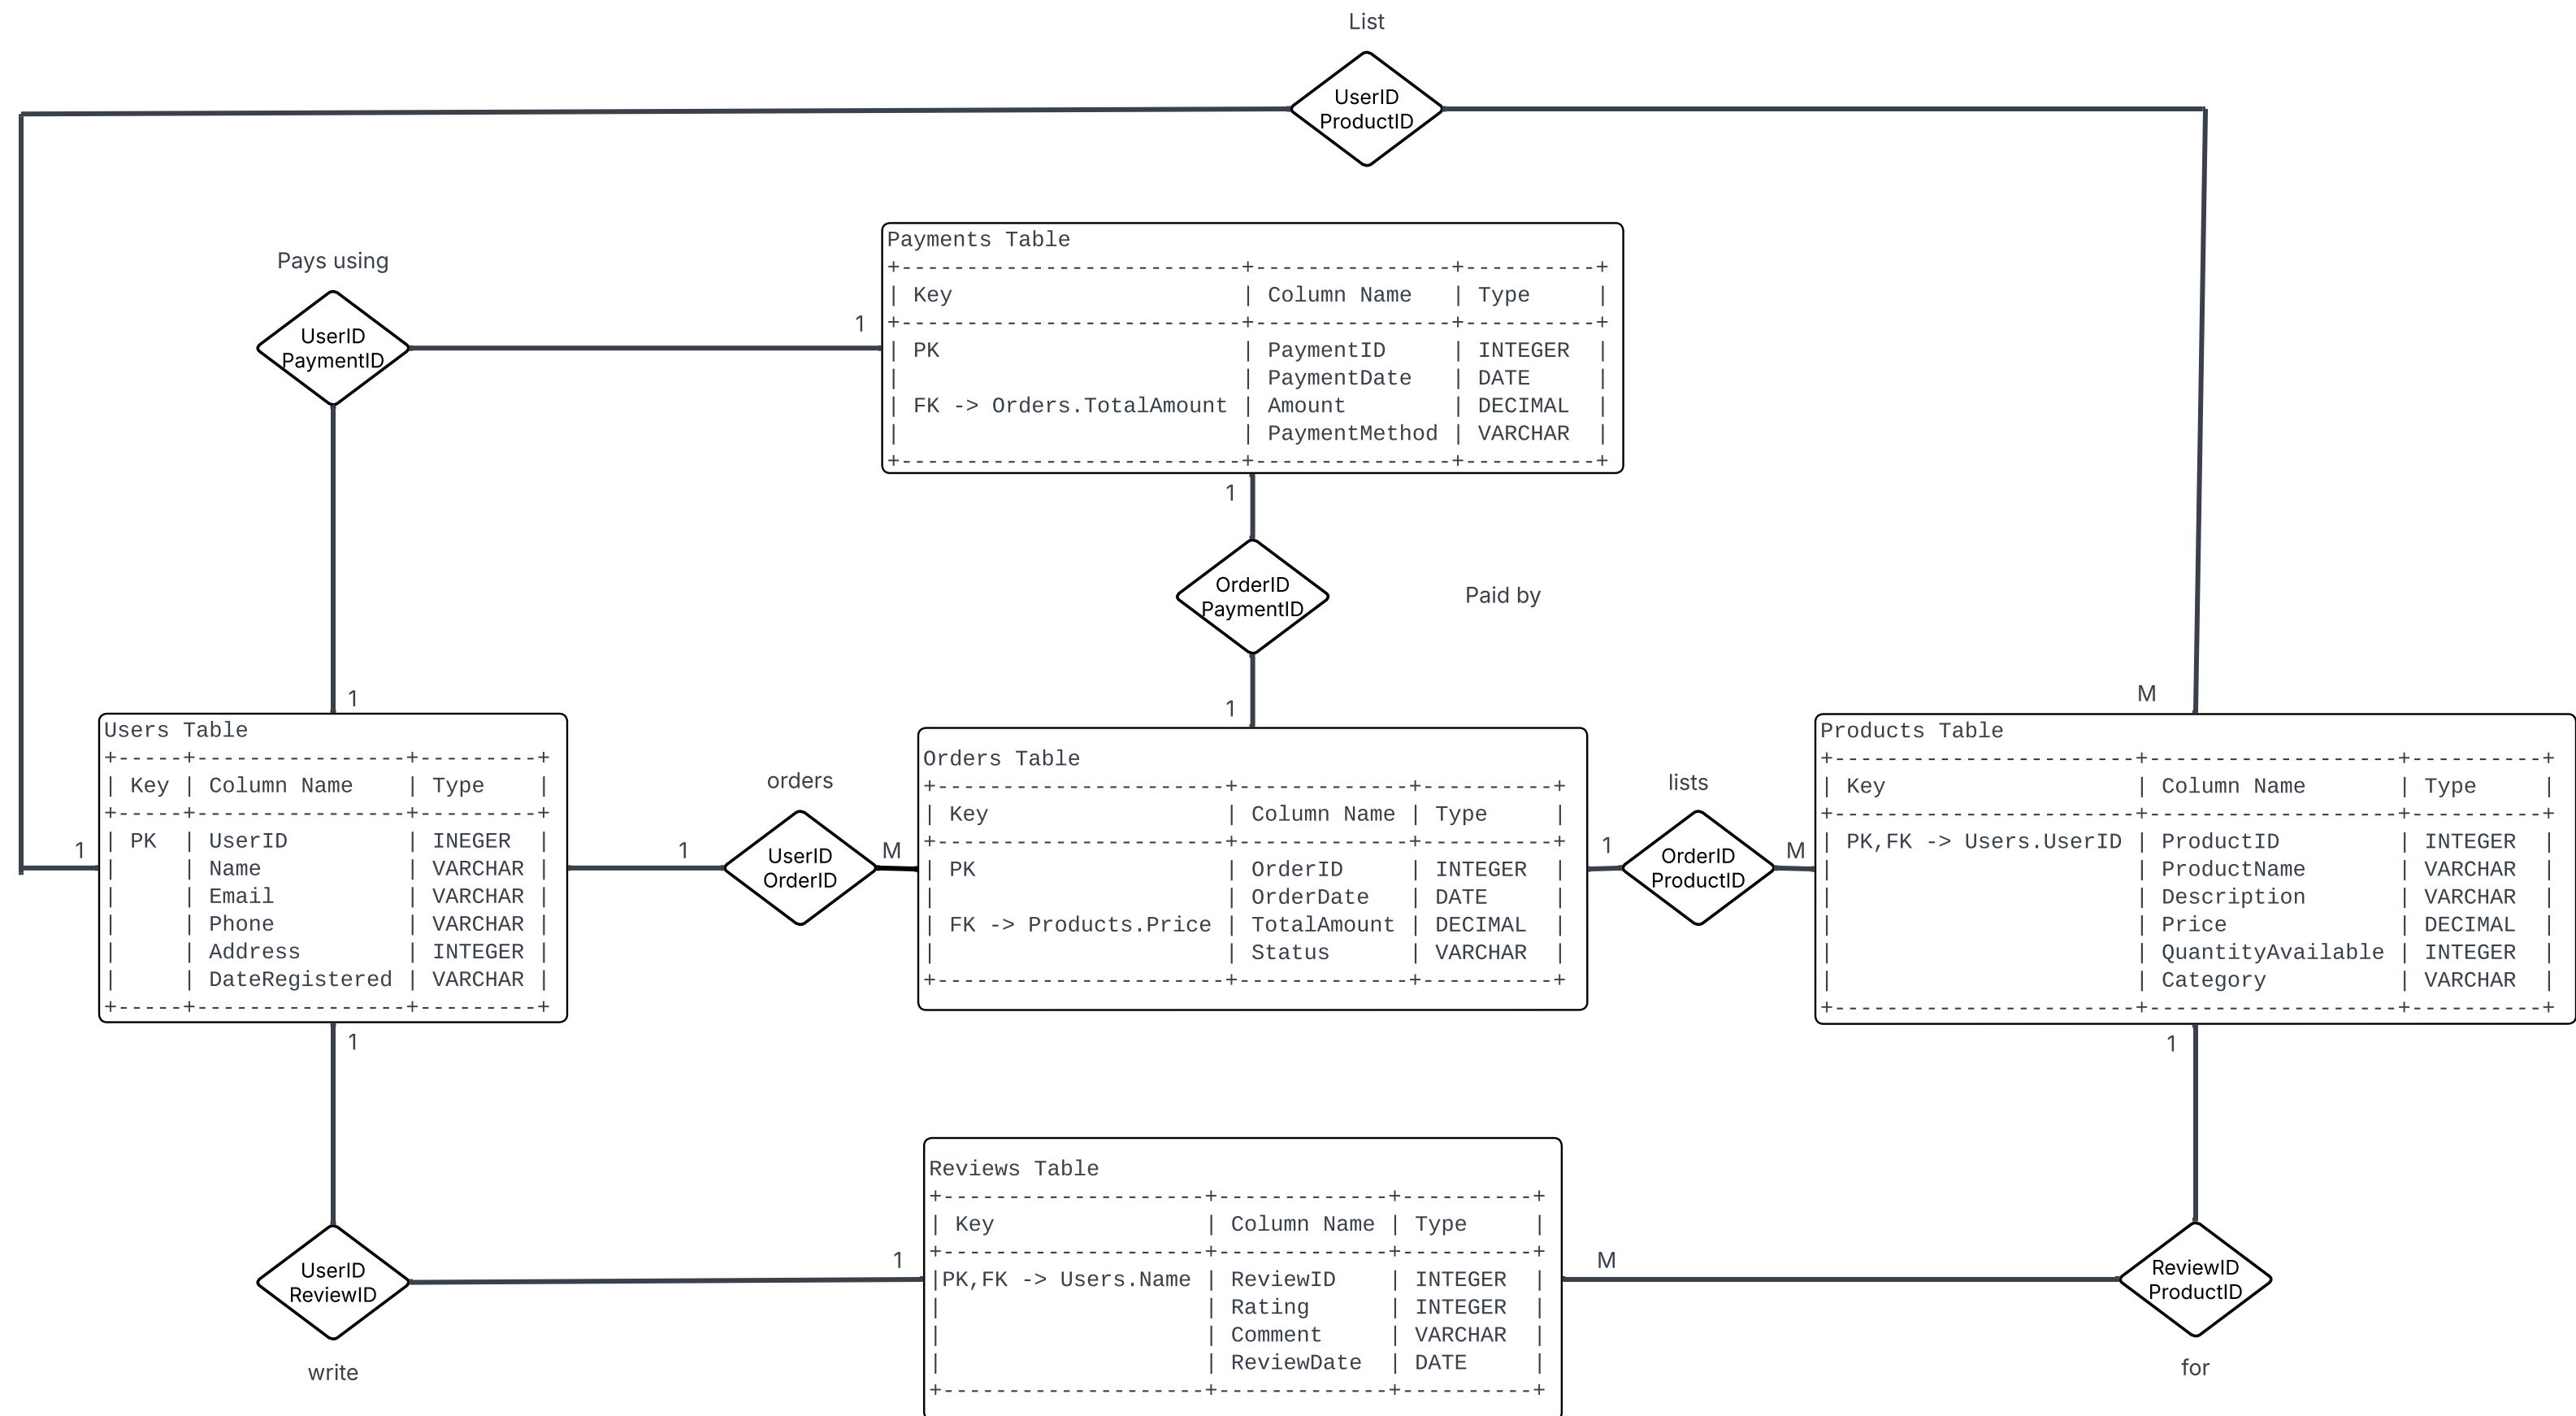 List
UserID
ProductID
Payments Table
+--------------------------+--------------+----------+
| Key                      | Column Name  | Type     |
+--------------------------+--------------+----------+
| PK                       | PaymentID    | INTEGER  |
|                          | PaymentDate  | DATE     |
| FK -> Orders.TotalAmount | Amount       | DECIMAL  |
|                          | PaymentMethod | VARCHAR  |
+--------------------------+--------------+----------+
Pays using
UserID
PaymentID
1
1
OrderID
PaymentID
Paid by
1
1
M
Users Table
+-----+----------------+---------+
| Key | Column Name    | Type    |
+-----+----------------+---------+
| PK  | UserID         | INEGER  |
|     | Name           | VARCHAR |
|     | Email          | VARCHAR |
|     | Phone          | VARCHAR |
|     | Address        | INTEGER |
|     | DateRegistered | VARCHAR |
+-----+----------------+---------+
1
1
orders
UserID
OrderID
M
Orders Table
+----------------------+-------------+----------+
| Key                  | Column Name | Type     |
+----------------------+-------------+----------+
| PK                   | OrderID     | INTEGER  |
|                      | OrderDate   | DATE     |
| FK -> Products.Price | TotalAmount | DECIMAL  |
|                      | Status      | VARCHAR  |
+----------------------+-------------+----------+
1
lists
OrderID
ProductID
M
Products Table
+-----------------------+-------------------+----------+
| Key                   | Column Name       | Type     |
+-----------------------+-------------------+----------+
| PK,FK -> Users.UserID | ProductID         | INTEGER  |
|                       | ProductName       | VARCHAR  |
|                       | Description       | VARCHAR  |
|                       | Price             | DECIMAL  |
|                       | QuantityAvailable | INTEGER  |
|                       | Category          | VARCHAR  |
+-----------------------+-------------------+----------+
1
1
Reviews Table
+--------------------+-------------+----------+
| Key                | Column Name | Type     |
+--------------------+-------------+----------+
|PK,FK -> Users.Name | ReviewID    | INTEGER  |
|                    | Rating      | INTEGER  |
|                    | Comment     | VARCHAR  |
|                    | ReviewDate  | DATE     |
+--------------------+-------------+----------+
UserID
ReviewID
write
1
M
ReviewID
ProductID
for